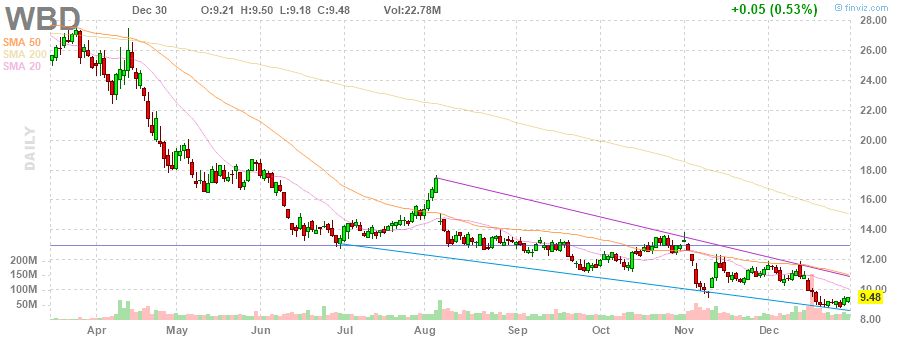 WBD Dec 30 O:9.21 H:9.50 L:9.18 C:9.48 Vol:22.78M +0.05 (0.53%) @ finviz.com
SMA 50
SMA 200
SMA 20
DAILY
28.00
26.00
24.00
22.00
20.00
18.00
16.00
14.00
12.00
10.00
9.48
8.00
200M
150M
100M
50M
Apr May Jun Jul Aug Sep Oct Nov Dec